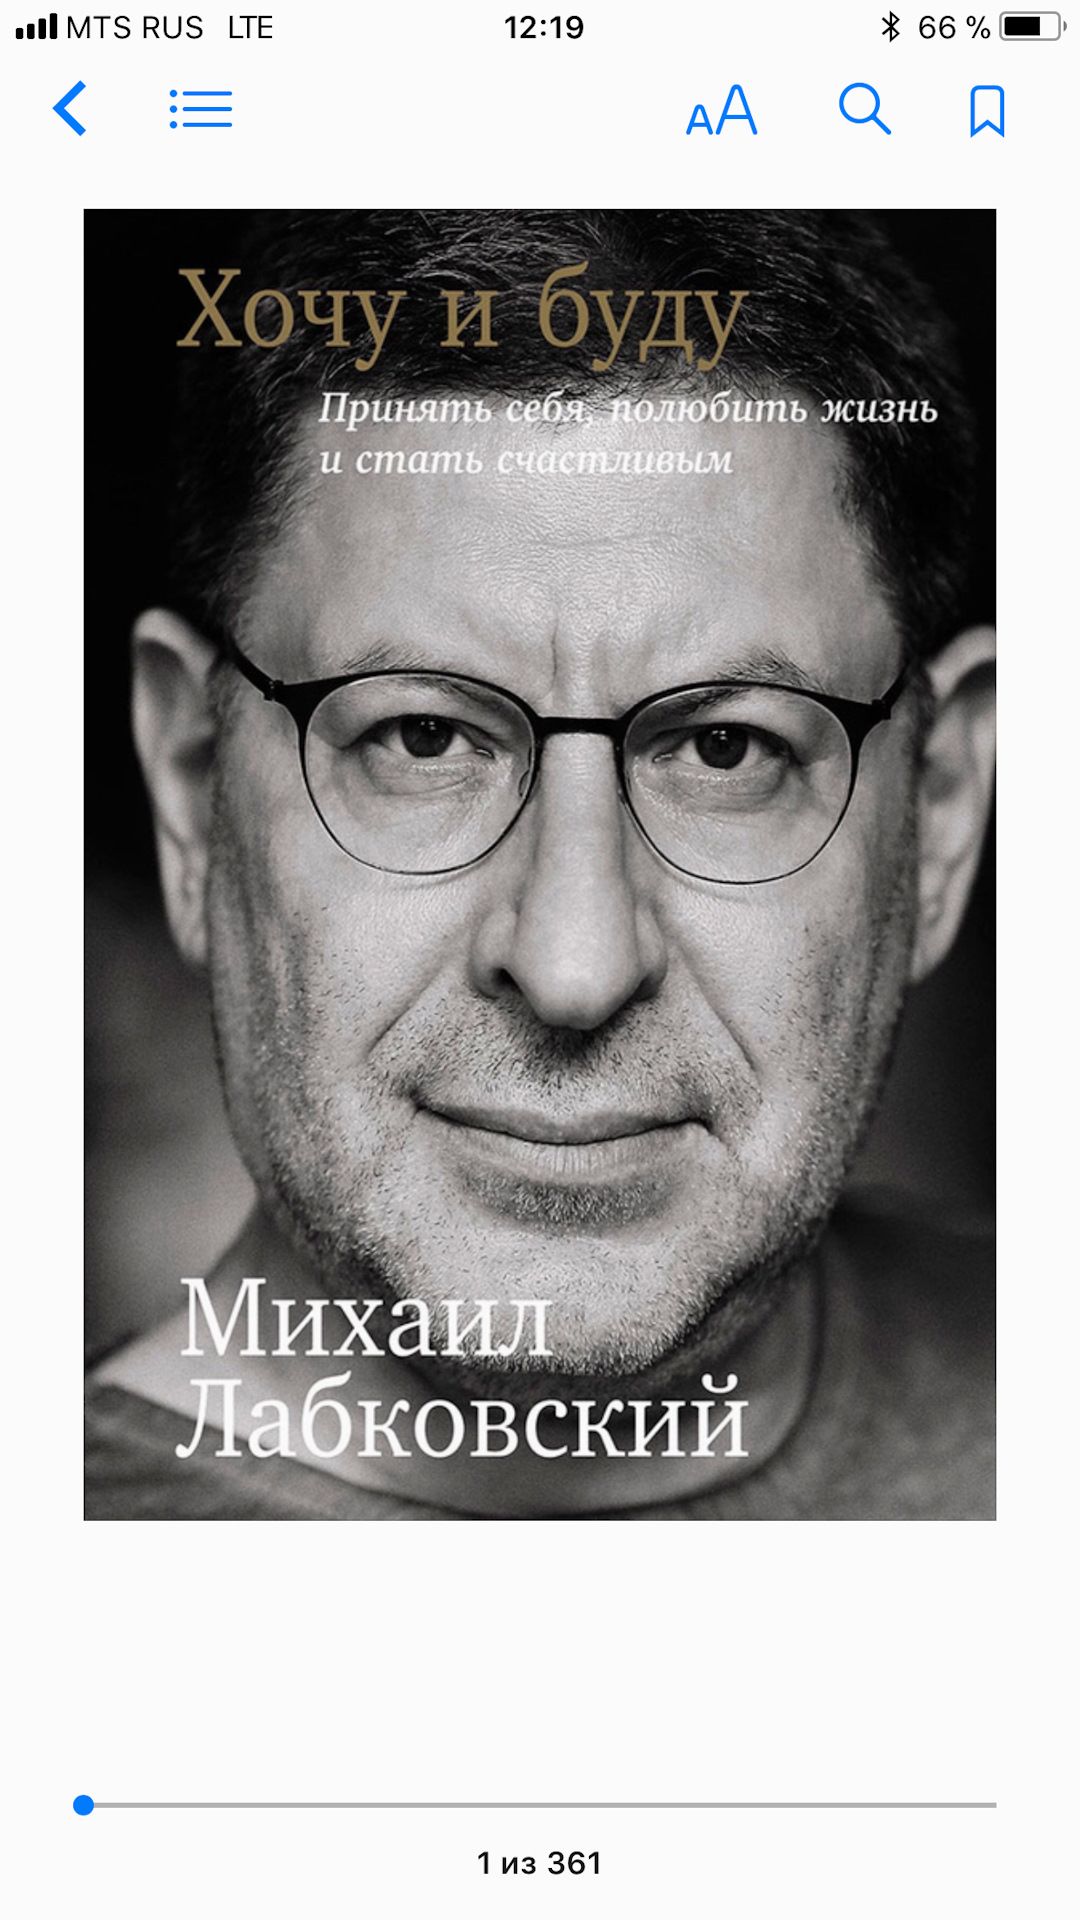 MTS RUS LTE 12:19 66 %
AA
Хочу и буду
Принять себя, полюбить жизнь
и стать счастливым
Михаил
Лабковский
1 из 361